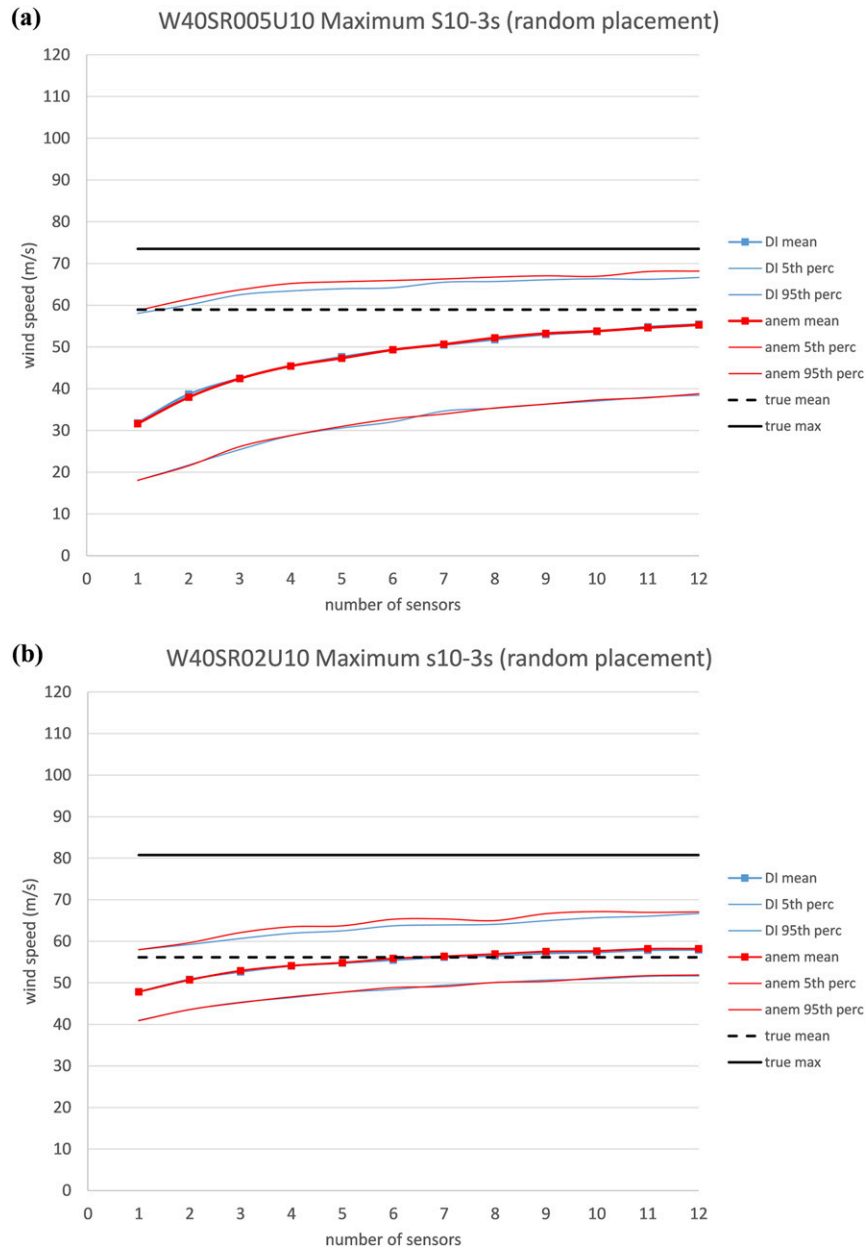 (a)
W40SR005U10 Maximum S10-3s (random placement)
120
110
100
90
80
70
60
50
40
30
20
10
0
wind speed (m/s)
0 1 2 3 4 5 6 7 8 9 10 11 12
number of sensors
DI mean
DI 5th perc
DI 95th perc
anem mean
anem 5th perc
anem 95th perc
true mean
true max
(b)
W40SR02U10 Maximum s10-3s (random placement)
120
110
100
90
80
70
60
50
40
30
20
10
0
wind speed (m/s)
0 1 2 3 4 5 6 7 8 9 10 11 12
number of sensors
DI mean
DI 5th perc
DI 95th perc
anem mean
anem 5th perc
anem 95th perc
true mean
true max